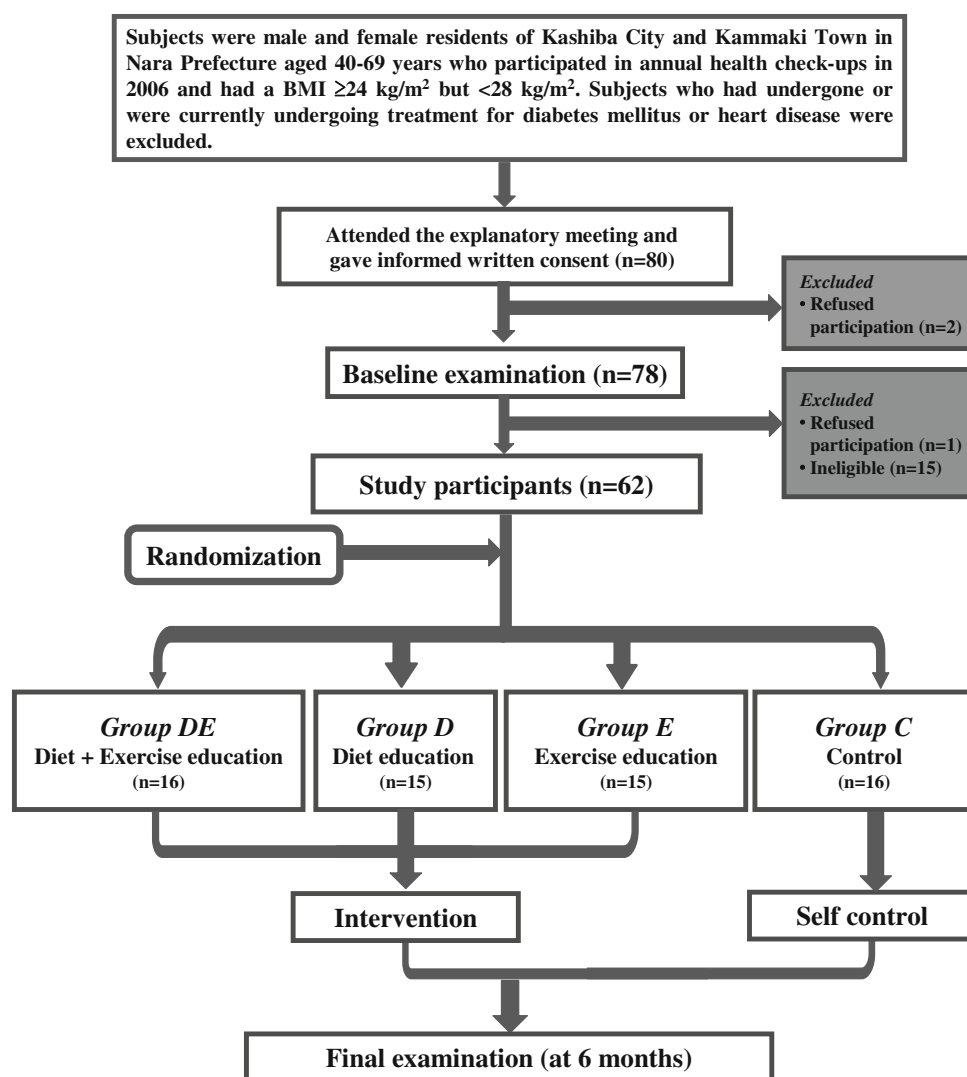 Subjects were male and female residents of Kashiba City and Kammaki Town in
Nara Prefecture aged 40-69 years who participated in annual health check-ups in
2006 and had a BMI ≥24 kg/m² but <28 kg/m². Subjects who had undergone or
were currently undergoing treatment for diabetes mellitus or heart disease were
excluded.
Attended the explanatory meeting and
gave informed written consent (n=80)
Excluded
• Refused
participation (n=2)
Baseline examination (n=78)
Excluded
• Refused
participation (n=1)
• Ineligible (n=15)
Study participants (n=62)
Randomization
Group DE
Diet + Exercise education
(n=16)
Group D
Diet education
(n=15)
Group E
Exercise education
(n=15)
Group C
Control
(n=16)
Intervention
Self control
Final examination (at 6 months)